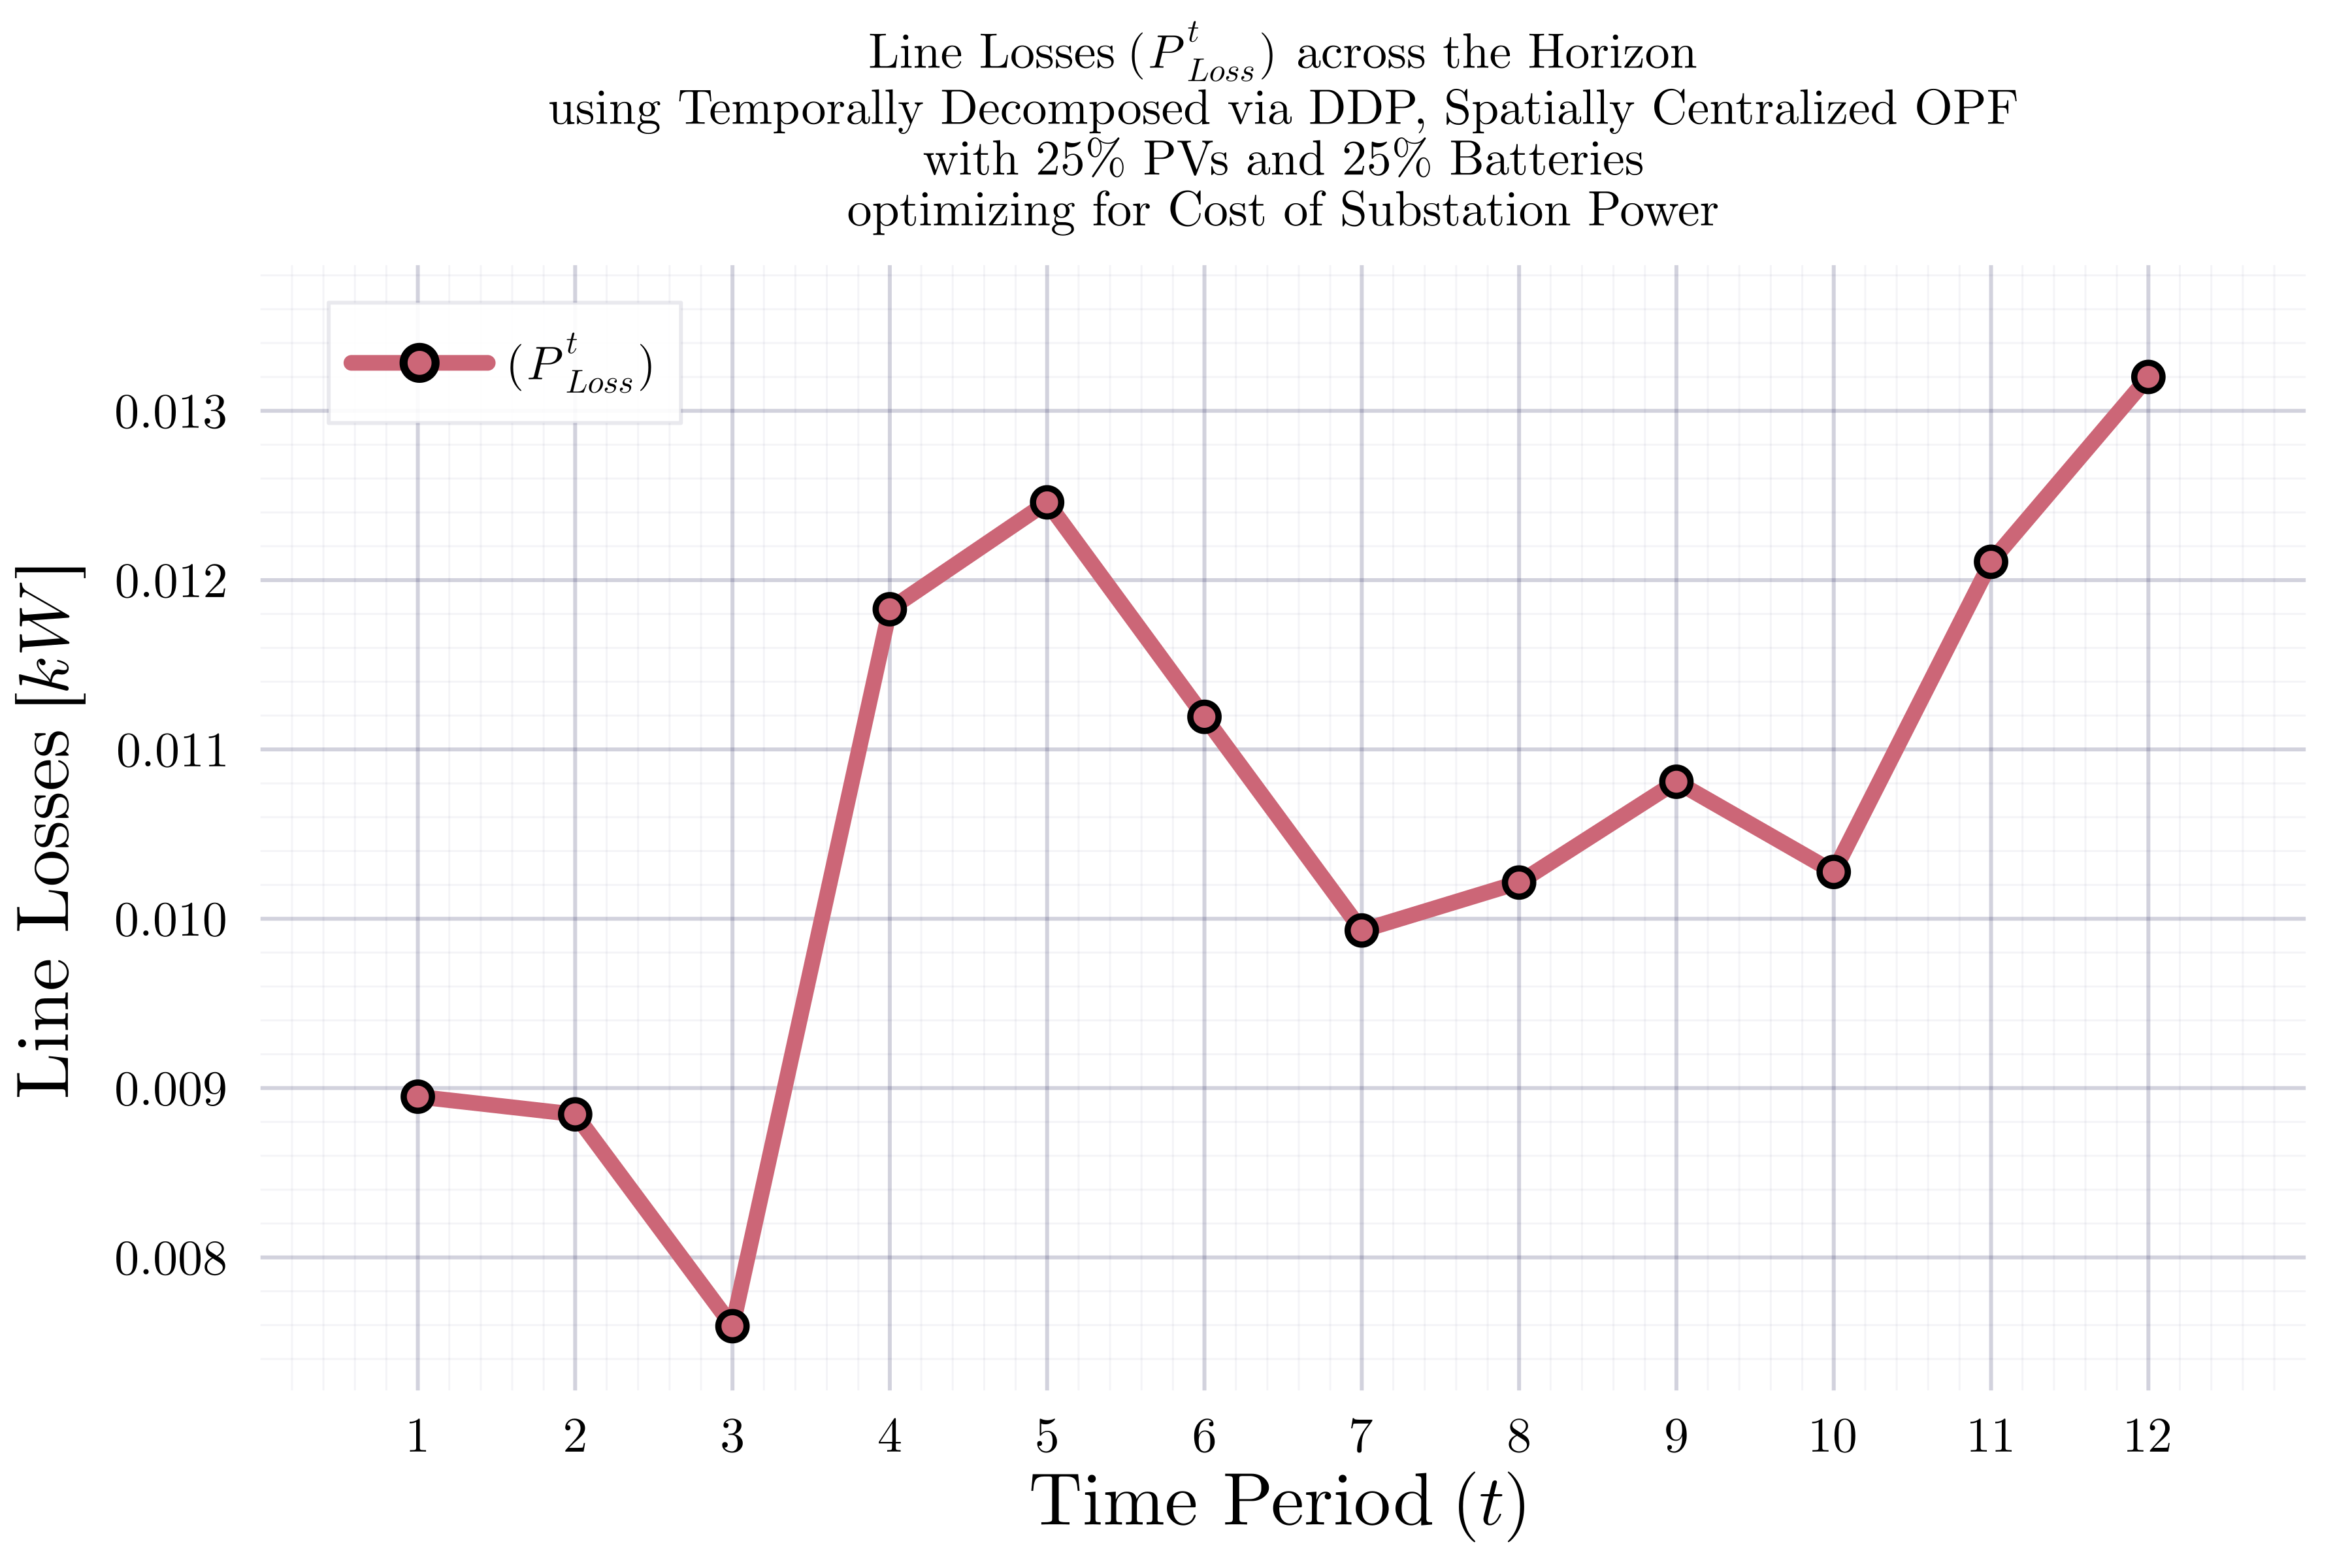 Line Losses (P^t_Loss) across the Horizon
using Temporally Decomposed via DDP, Spatially Centralized OPF
with 25% PVs and 25% Batteries
optimizing for Cost of Substation Power
(P^t_Loss)
0.013
0.012
0.011
0.010
0.009
0.008
Line Losses [kW]
1 2 3 4 5 6 7 8 9 10 11 12
Time Period (t)